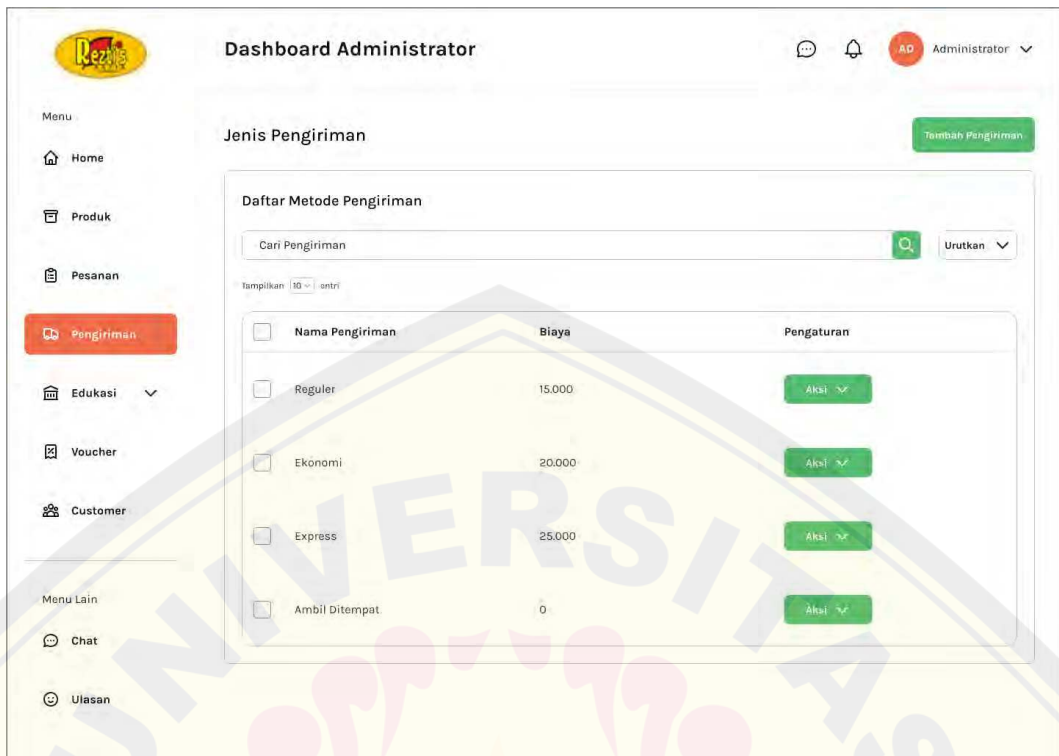 Rezti's
Dashboard Administrator
AD
Administrator
Menu
Home
Produk
Pesanan
Pengiriman
Edukasi
Voucher
Customer
Menu Lain
Chat
Ulasan
Jenis Pengiriman
Tambah Pengiriman
Daftar Metode Pengiriman
Cari Pengiriman
Urutkan
Tampilkan 10 entri
Nama Pengiriman Biaya Pengaturan
Reguler 15.000 Aksi
Ekonomi 20.000 Aksi
Express 25.000 Aksi
Ambil Ditempat 0 Aksi
UNIVERSITAS